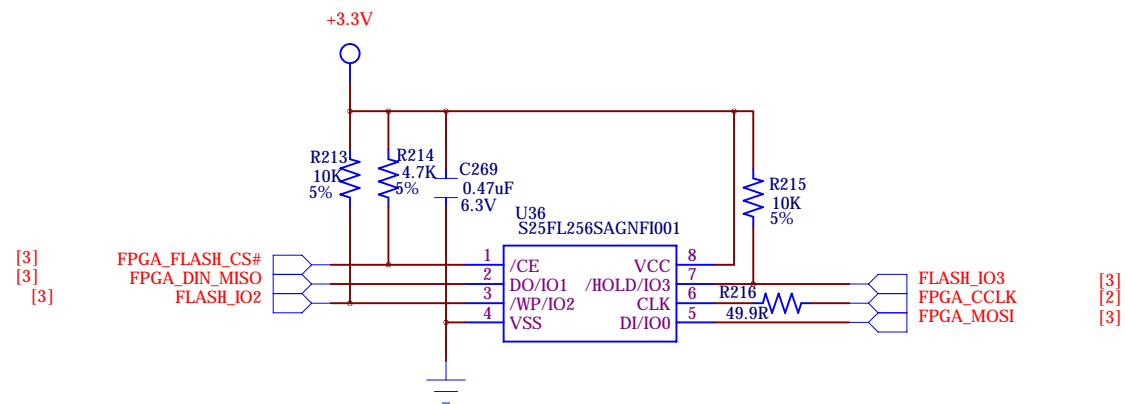 +3.3V
R213
10K
5%
R214
4.7K
5%
C269
0.47uF
6.3V
R215
10K
5%
U36
S25FL256SAGNFI001
[3] FPGA_FLASH_CS# 1 /CE VCC 8
[3] FPGA_DIN_MISO 2 DO/IO1 /HOLD/IO3 7 FLASH_IO3 [3]
[3] FLASH_IO2 3 /WP/IO2 CLK 6 R216 49.9R FPGA_CCLK [2]
4 VSS DI/IO0 5 FPGA_MOSI [3]